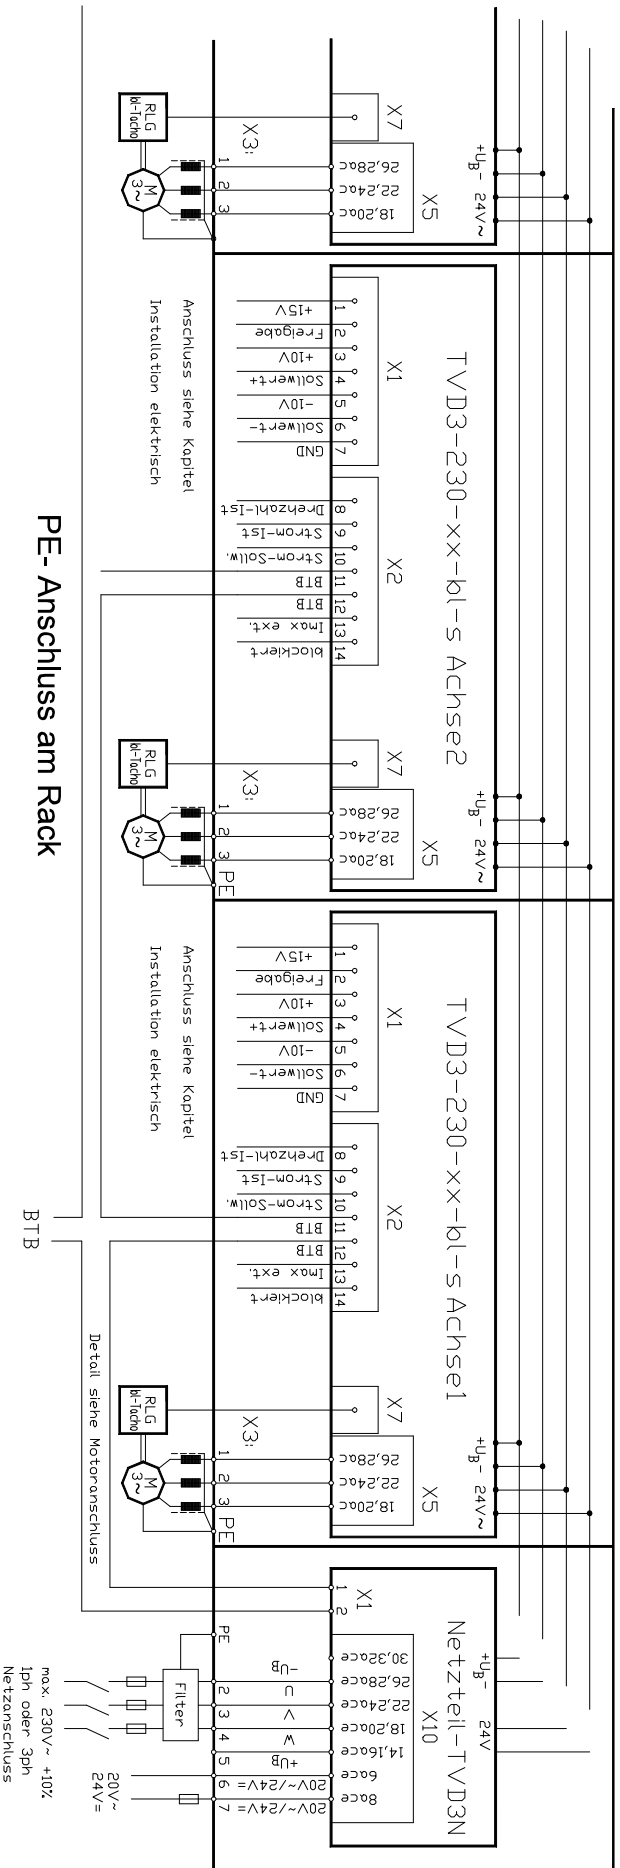 X7
X3:
RLG
bl-Tacho
M
3~
1
2
3
26,28ac
22,24ac
18,20ac
X5
+UB-
24V~
TVD3-230-xx-bl-s Achse2
X1
1
+15V
2
Freigabe
3
+10V
4
Sollwert+
5
-10V
6
Sollwert-
7
GND
Anschluss siehe Kapitel
Installation elektrisch
X2
8
Drehzahl-Ist
9
Strom-Ist
10
Strom-Sollw.
11
BTB
12
BTB
13
Imax ext.
14
blockiert
X7
X3:
RLG
bl-Tacho
M
3~
1
2
3
PE
26,28ac
22,24ac
18,20ac
X5
+UB-
24V~
PE- Anschluss am Rack
TVD3-230-xx-bl-s Achse1
X1
1
+15V
2
Freigabe
3
+10V
4
Sollwert+
5
-10V
6
Sollwert-
7
GND
Anschluss siehe Kapitel
Installation elektrisch
X2
8
Drehzahl-Ist
9
Strom-Ist
10
Strom-Sollw.
11
BTB
12
BTB
13
Imax ext.
14
blockiert
BTB
Detail siehe Motoranschluss
X7
X3:
RLG
bl-Tacho
M
3~
1
2
3
PE
26,28ac
22,24ac
18,20ac
X5
+UB-
24V~
Netzteil-TVD3N
+UB-
24V
X1
1
2
X10
30,32ace
26,28ace
22,24ace
18,20ace
14,16ace
6ace
8ace
PE
-UB
2
U
3
V
4
W
5
+UB
6
20V~/24V=
7
20V~/24V=
Filter
max. 230V~ +10%
1ph oder 3ph
Netzanschluss
20V~
24V=